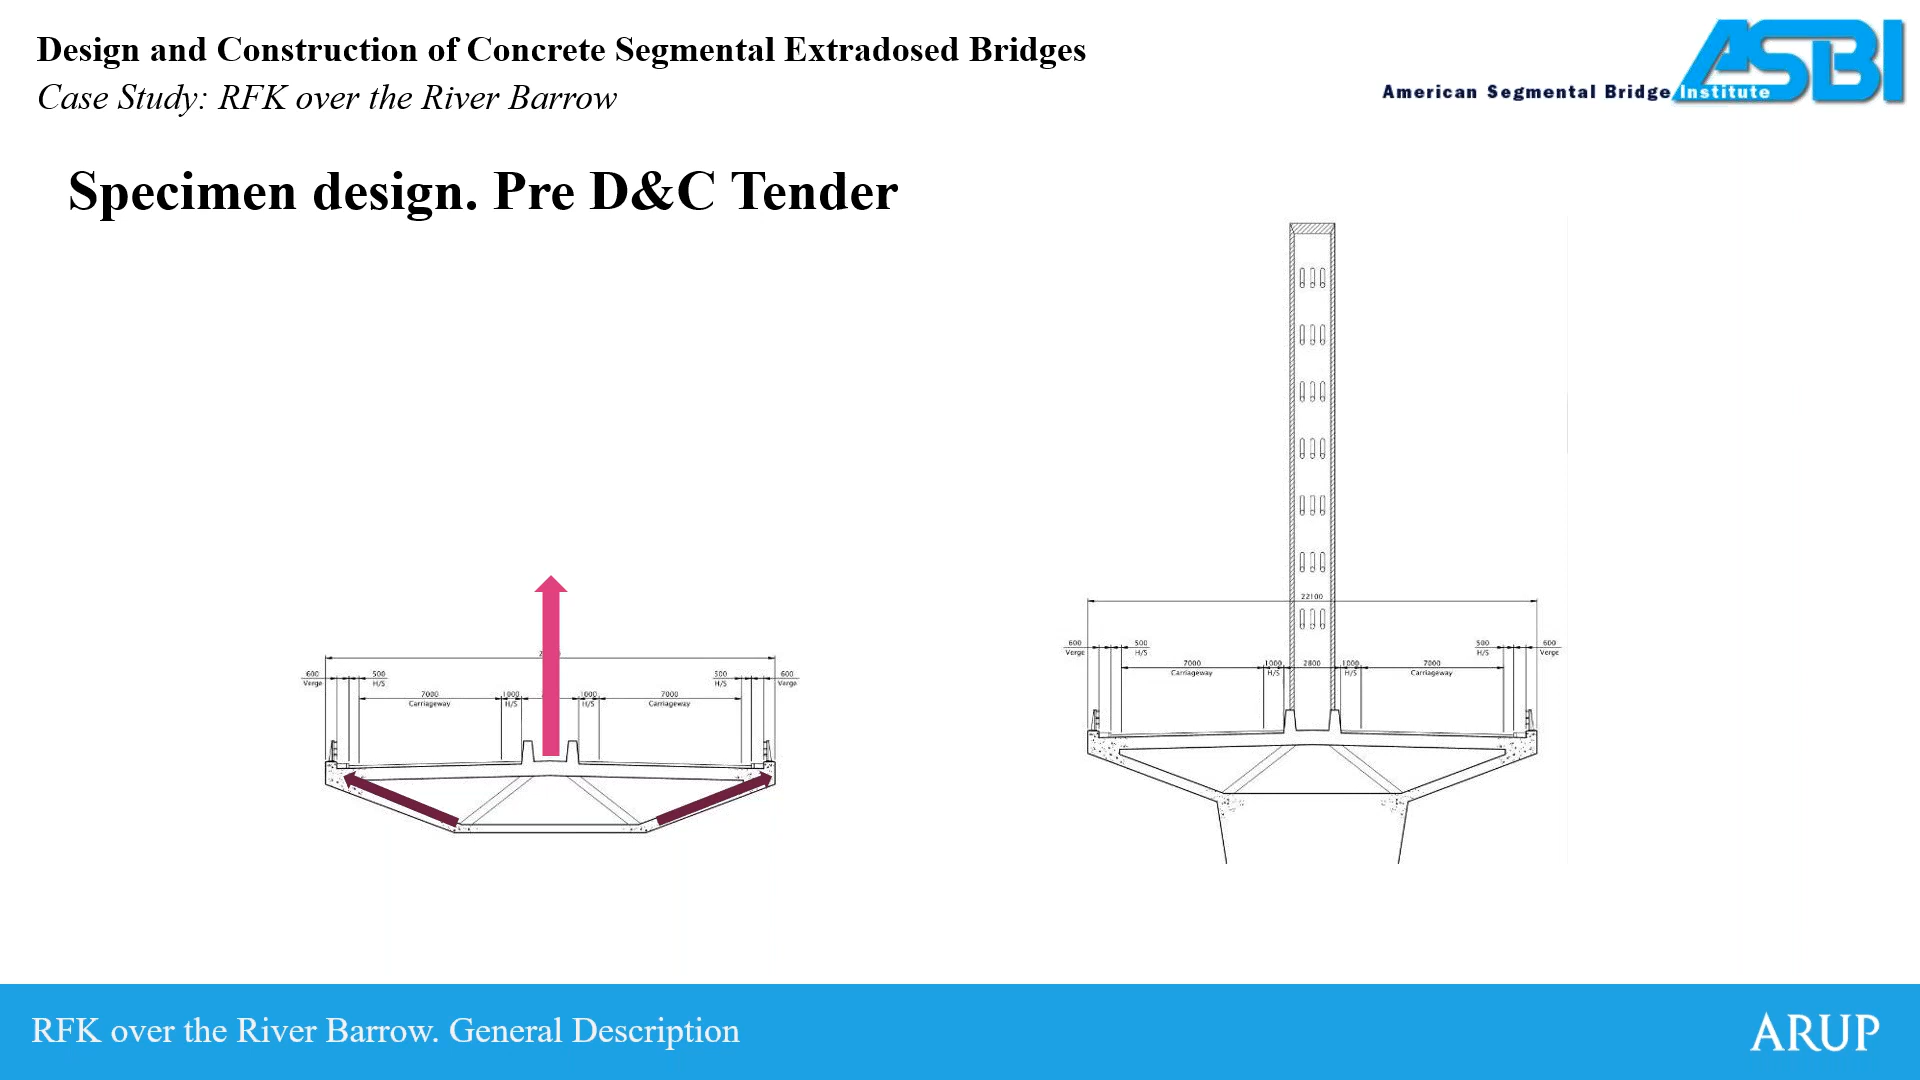 Design and Construction of Concrete Segmental Extradosed Bridges
Case Study: RFK over the River Barrow
American Segmental Bridge Institute
ASBI
Specimen design. Pre D&C Tender
600
Verge
500
H/S
7000
Carriageway
1000
H/S
1000
H/S
7000
Carriageway
500
H/S
600
Verge
22100
600
Verge
500
H/S
7000
Carriageway
1000
H/S
2800
1000
H/S
7000
Carriageway
500
H/S
600
Verge
RFK over the River Barrow. General Description
ARUP